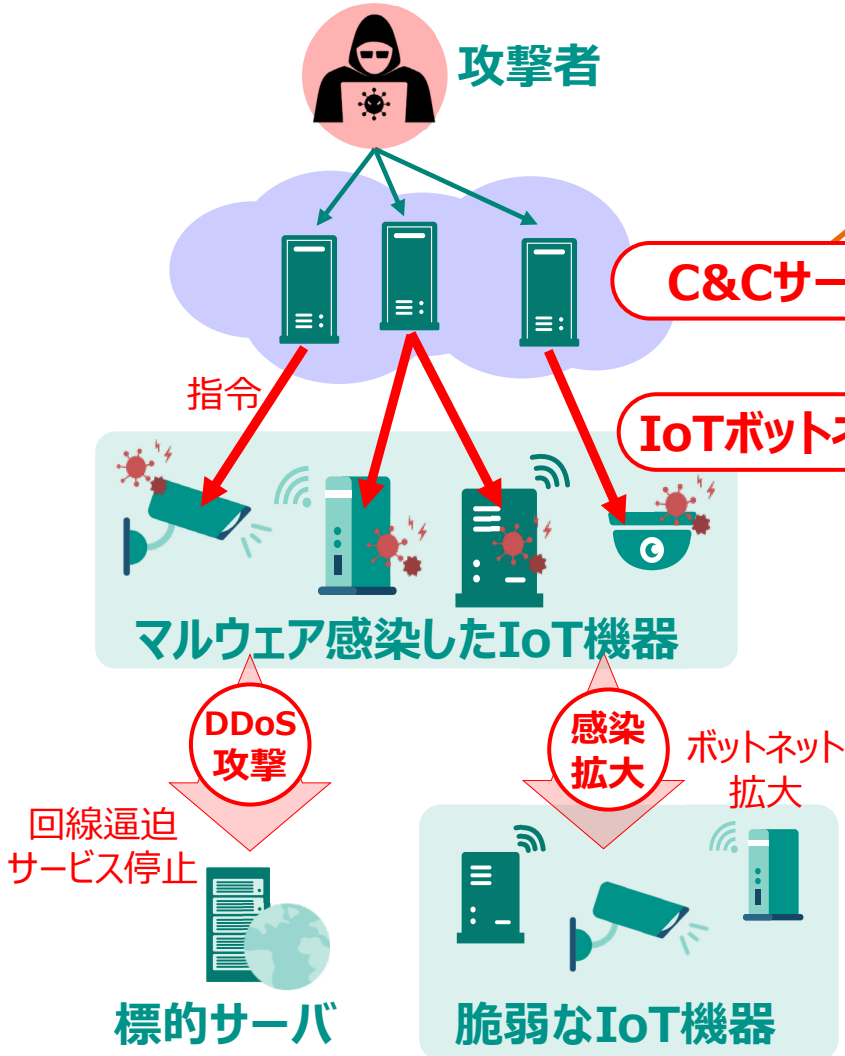 攻撃者
C&Cサー
指令
IoTボットネ
マルウェア感染したIoT機器
DDoS
攻撃
感染
拡大
ボットネット
拡大
回線逼迫
サービス停止
標的サーバ
脆弱なIoT機器